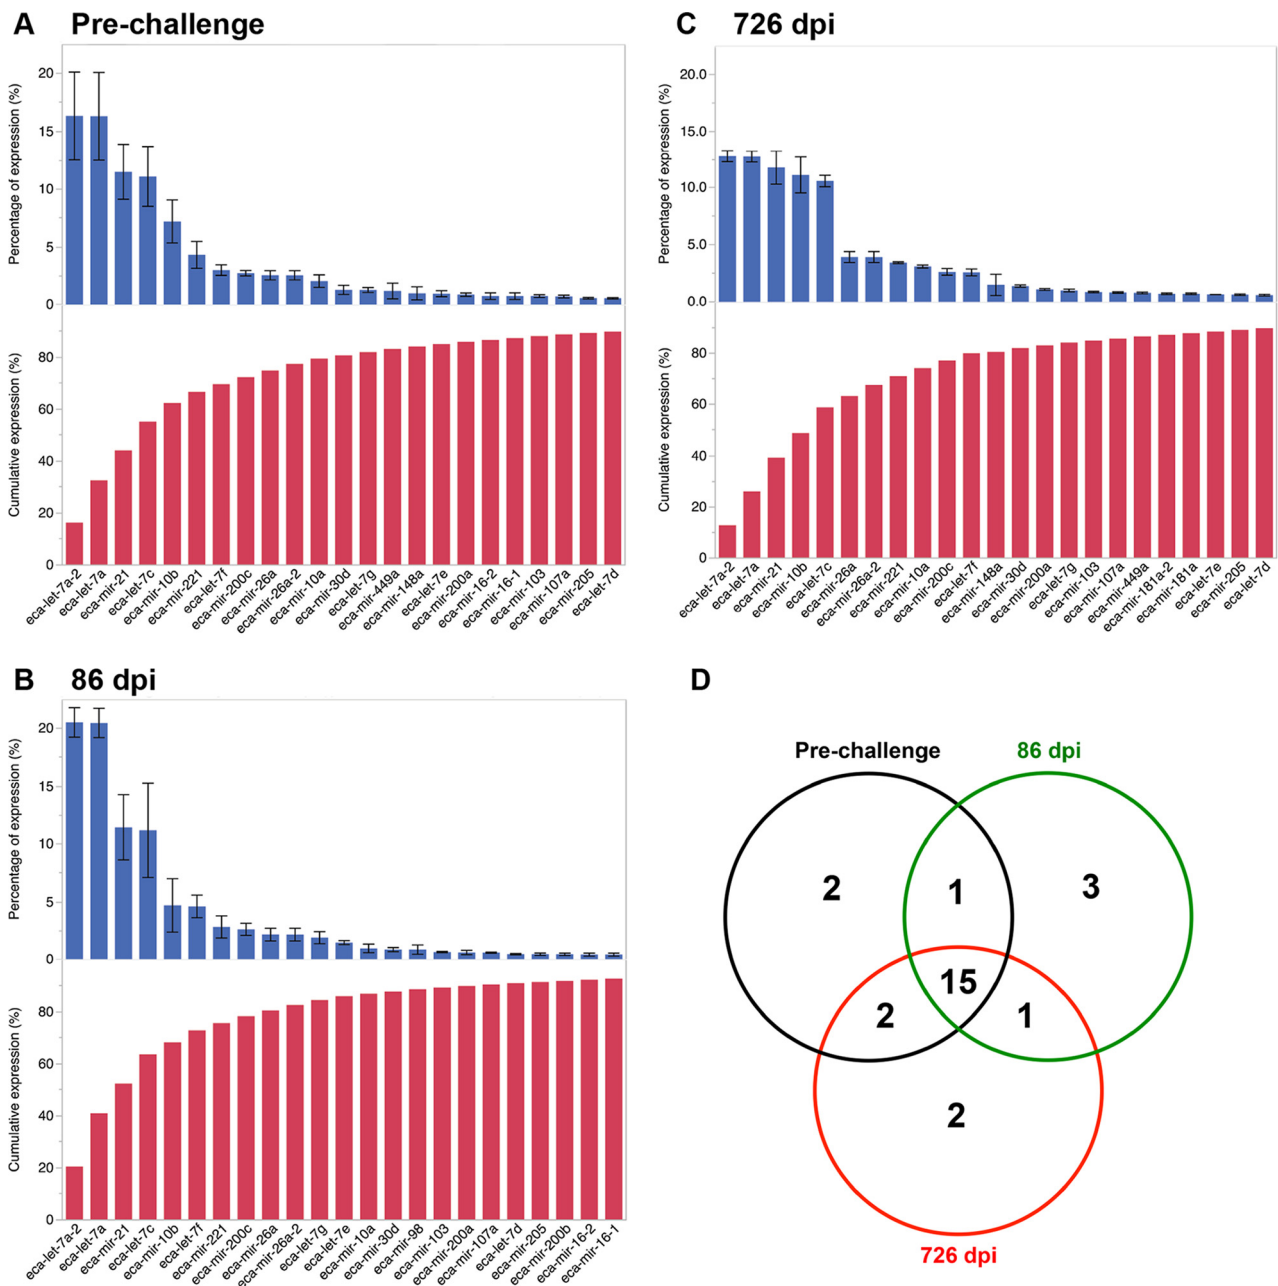 A Pre-challenge
Percentage of expression (%)
20
15
10
5
0
Cumulative expression (%)
80
60
40
20
0
eca-let-7a-2
eca-let-7a
eca-mir-21
eca-let-7c
eca-mir-10b
eca-mir-221
eca-let-7f
eca-mir-200c
eca-mir-26a
eca-mir-26a-2
eca-mir-10a
eca-mir-30d
eca-let-7g
eca-mir-449a
eca-mir-148a
eca-let-7e
eca-mir-200a
eca-mir-16-2
eca-mir-16-1
eca-mir-103
eca-mir-107a
eca-mir-205
eca-let-7d
C 726 dpi
Percentage of expression (%)
20.0
15.0
10.0
5.0
0.0
Cumulative expression (%)
80
60
40
20
0
eca-let-7a-2
eca-let-7a
eca-mir-21
eca-mir-10b
eca-let-7c
eca-mir-26a
eca-mir-26a-2
eca-mir-221
eca-mir-10a
eca-mir-200c
eca-let-7f
eca-mir-148a
eca-mir-30d
eca-mir-200a
eca-let-7g
eca-mir-103
eca-mir-107a
eca-mir-449a
eca-mir-181a-2
eca-mir-181a
eca-let-7e
eca-mir-205
eca-let-7d
B 86 dpi
Percentage of expression (%)
20
15
10
5
0
Cumulative expression (%)
80
60
40
20
0
eca-let-7a-2
eca-let-7a
eca-mir-21
eca-let-7c
eca-mir-10b
eca-let-7f
eca-mir-221
eca-mir-200c
eca-mir-26a
eca-mir-26a-2
eca-let-7g
eca-let-7e
eca-mir-10a
eca-mir-30d
eca-mir-98
eca-mir-103
eca-mir-200a
eca-mir-107a
eca-let-7d
eca-mir-205
eca-mir-200b
eca-mir-16-2
eca-mir-16-1
D
Pre-challenge
86 dpi
2
1
3
15
2
1
2
726 dpi